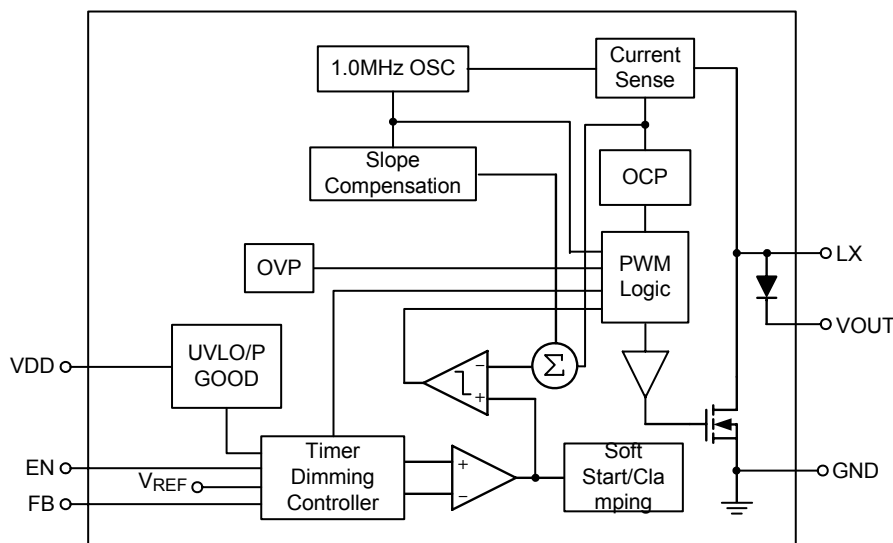 1.0MHz OSC
Current
Sense
Slope
Compensation
OCP
OVP
PWM
Logic
LX
VOUT
VDD
UVLO/P
GOOD
−
Σ
+
EN
VREF
FB
Timer
Dimming
Controller
+
−
Soft
Start/Cla
mping
GND